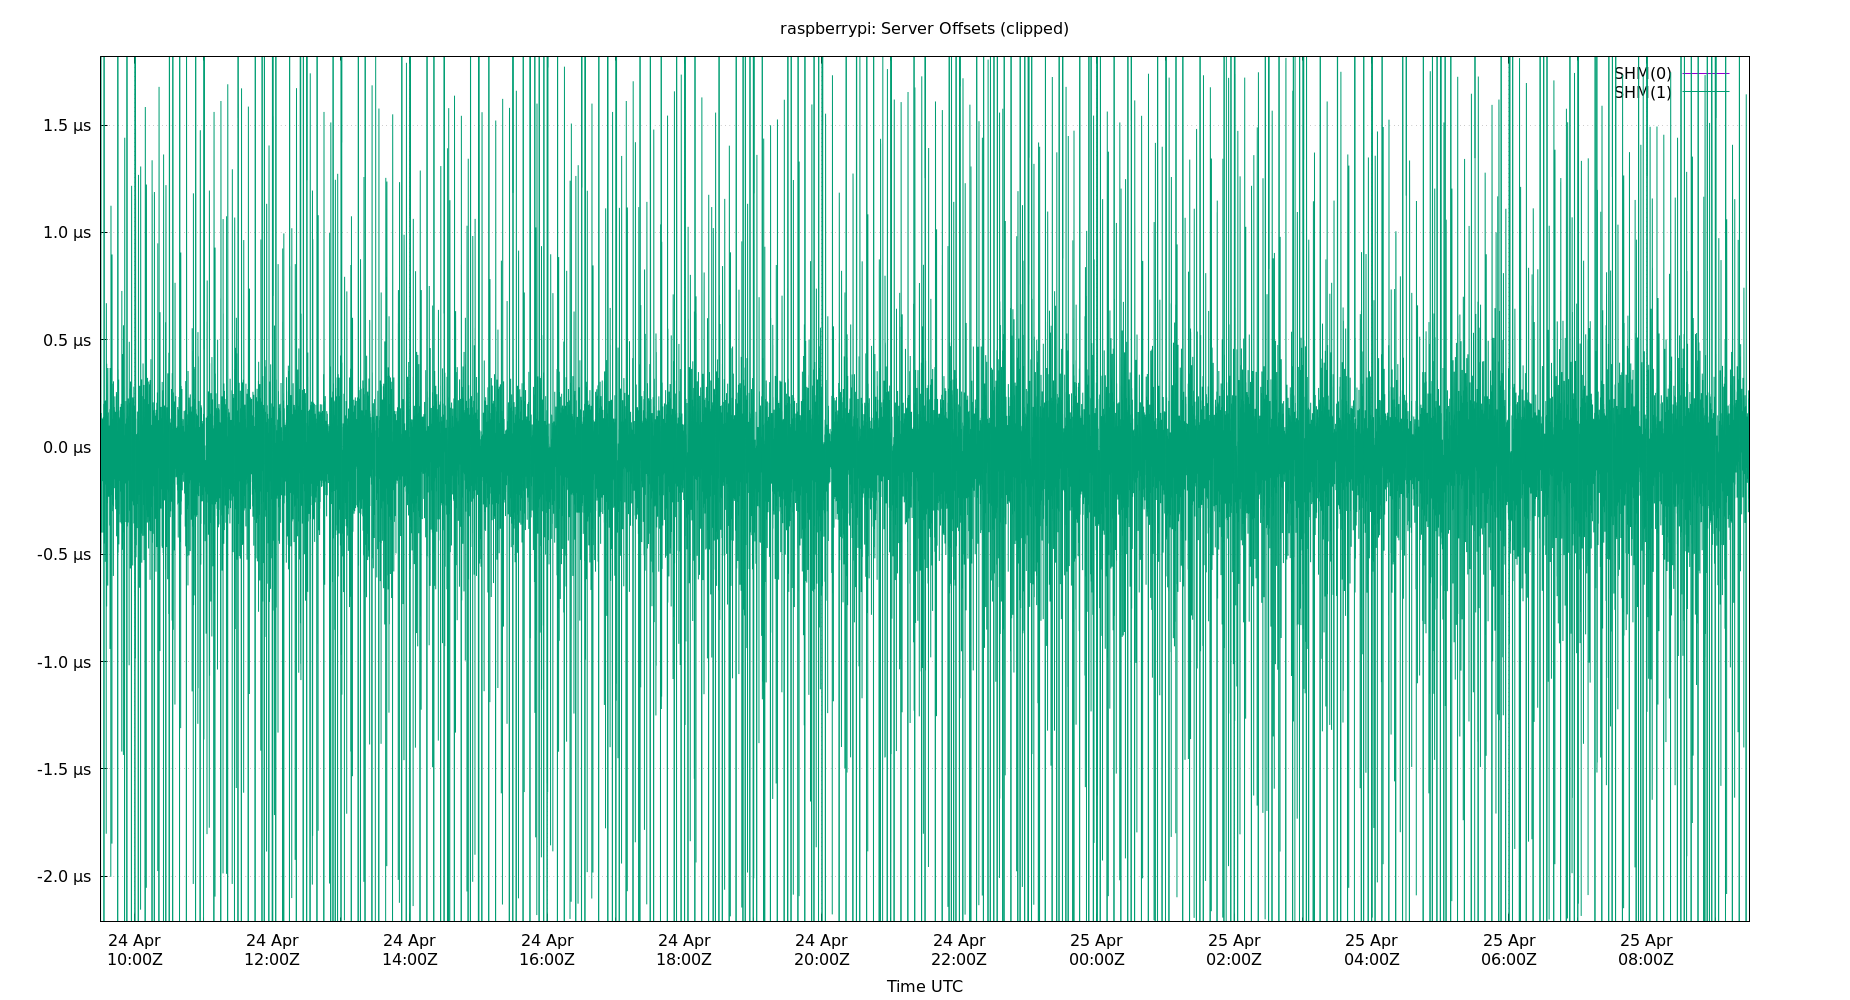 raspberrypi: Server Offsets (clipped)
SHM(0)
SHM(1)
1.5 µs
1.0 µs
0.5 µs
0.0 µs
-0.5 µs
-1.0 µs
-1.5 µs
-2.0 µs
24 Apr 24 Apr 24 Apr 24 Apr 24 Apr 24 Apr 24 Apr 25 Apr 25 Apr 25 Apr 25 Apr 25 Apr
10:00Z 12:00Z 14:00Z 16:00Z 18:00Z 20:00Z 22:00Z 00:00Z 02:00Z 04:00Z 06:00Z 08:00Z
Time UTC